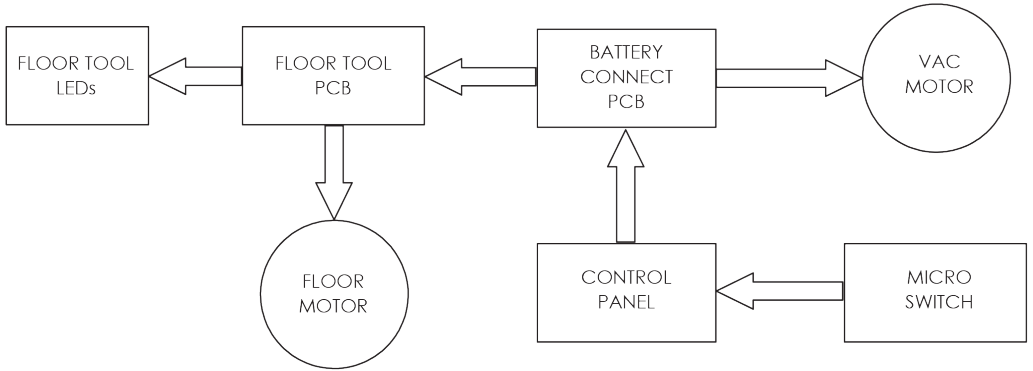 FLOOR TOOL
LEDs
FLOOR TOOL
PCB
BATTERY
CONNECT
PCB
VAC
MOTOR
FLOOR
MOTOR
CONTROL
PANEL
MICRO
SWITCH